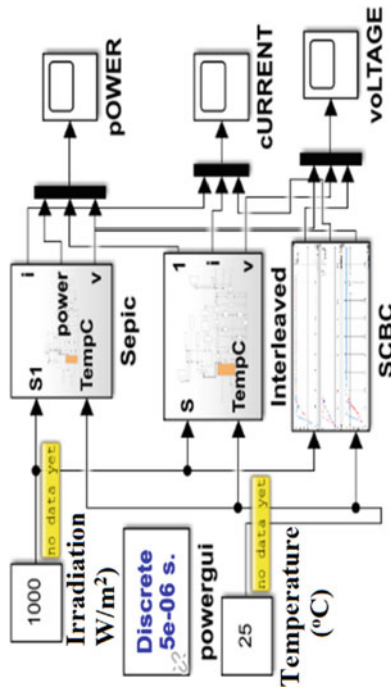 1000
no data yet
Irradiation
W/m²)
Discrete
5e-06 s.
powergui
25
no data yet
Temperature
(°C)
S1
TempC
i
power
v
Sepic
S
TempC
1
i
v
Interleaved
SCBC
pOWER
cURRENT
voLTAGE